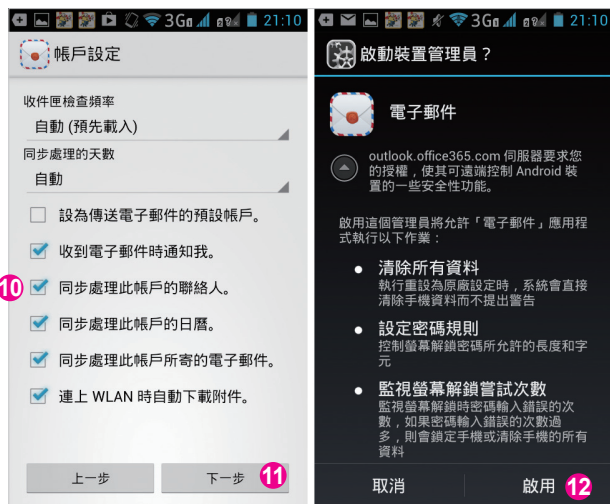 3G 21:10
帳戶設定
收件匣檢查頻率
自動 (預先載入)
同步處理的天數
自動
設為傳送電子郵件的預設帳戶。
收到電子郵件時通知我。
10 同步處理此帳戶的聯絡人。
同步處理此帳戶的日曆。
同步處理此帳戶所寄的電子郵件。
連上 WLAN 時自動下載附件。
上一步 下一步 11
3G 21:10
啟動裝置管理員？
電子郵件
outlook.office365.com 伺服器要求您
的授權，使其可遠端控制 Android 裝
置的一些安全性功能。
啟用這個管理員將允許「電子郵件」應用程
式執行以下作業：
● 清除所有資料
執行重設為原廠設定時，系統會直接
清除手機資料而不提出警告
● 設定密碼規則
控制螢幕解鎖密碼所允許的長度和字
元
● 監視螢幕解鎖嘗試次數
監視螢幕解鎖時密碼輸入錯誤的次
數，如果密碼輸入錯誤的次數過
多，則會鎖定手機或清除手機的所有
資料
取消 啟用 12